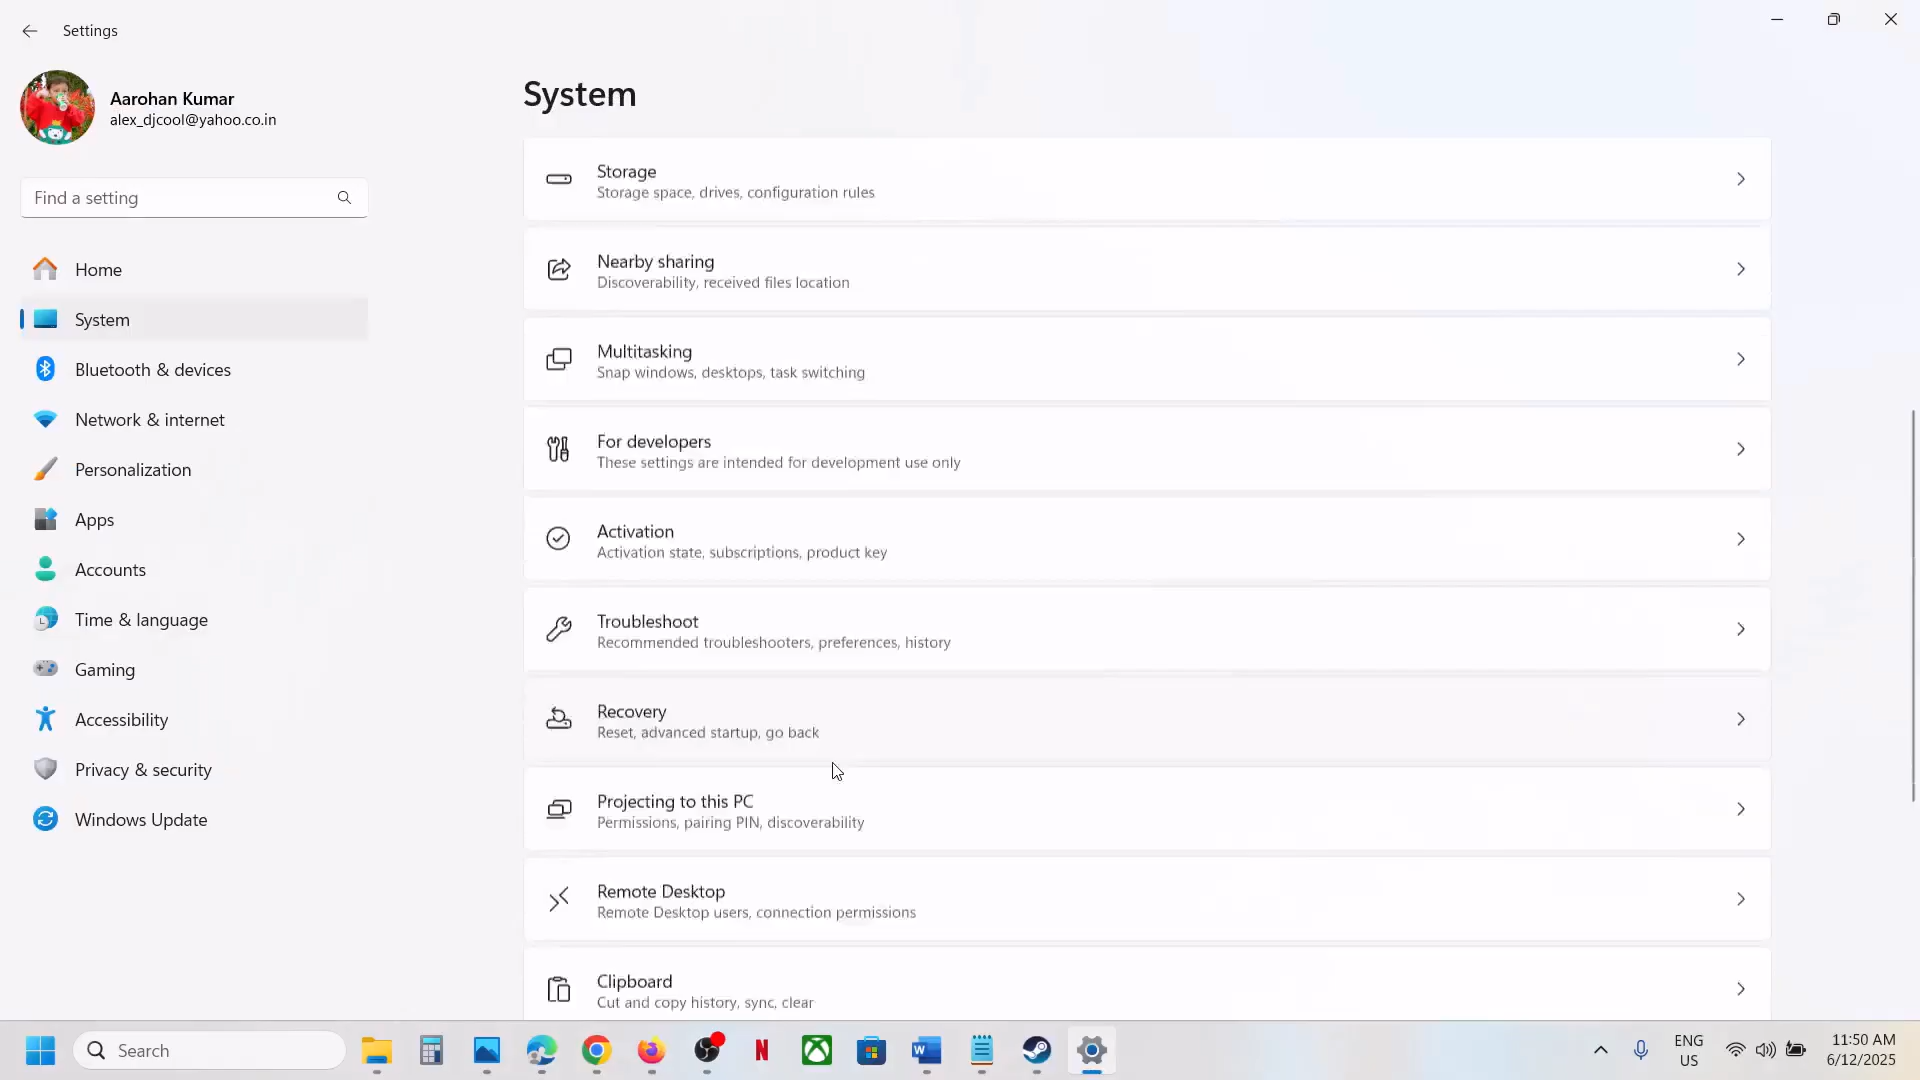 Settings
Aarohan Kumar
alex_djcool@yahoo.co.in
Find a setting
Home
System
Bluetooth & devices
Network & internet
Personalization
Apps
Accounts
Time & language
Gaming
Accessibility
Privacy & security
Windows Update
System
Storage
Storage space, drives, configuration rules
Nearby sharing
Discoverability, received files location
Multitasking
Snap windows, desktops, task switching
For developers
These settings are intended for development use only
Activation
Activation state, subscriptions, product key
Troubleshoot
Recommended troubleshooters, preferences, history
Recovery
Reset, advanced startup, go back
Projecting to this PC
Permissions, pairing PIN, discoverability
Remote Desktop
Remote Desktop users, connection permissions
Clipboard
Cut and copy history, sync, clear
Search
ENG
US
11:50 AM
6/12/2025